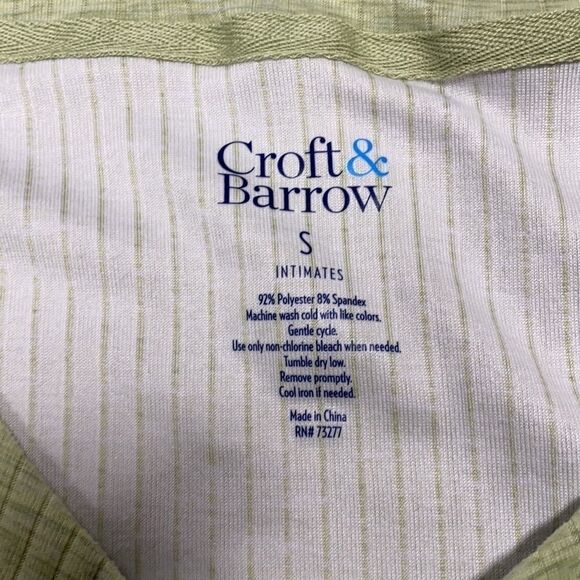 Croft&
Barrow
S
INTIMATES
92% Polyester 8% Spandex
Machine wash cold with like colors.
Gentle cycle.
Use only non-chlorine bleach when needed.
Tumble dry low.
Remove promptly.
Cool iron if needed.
Made in China
RN# 73277